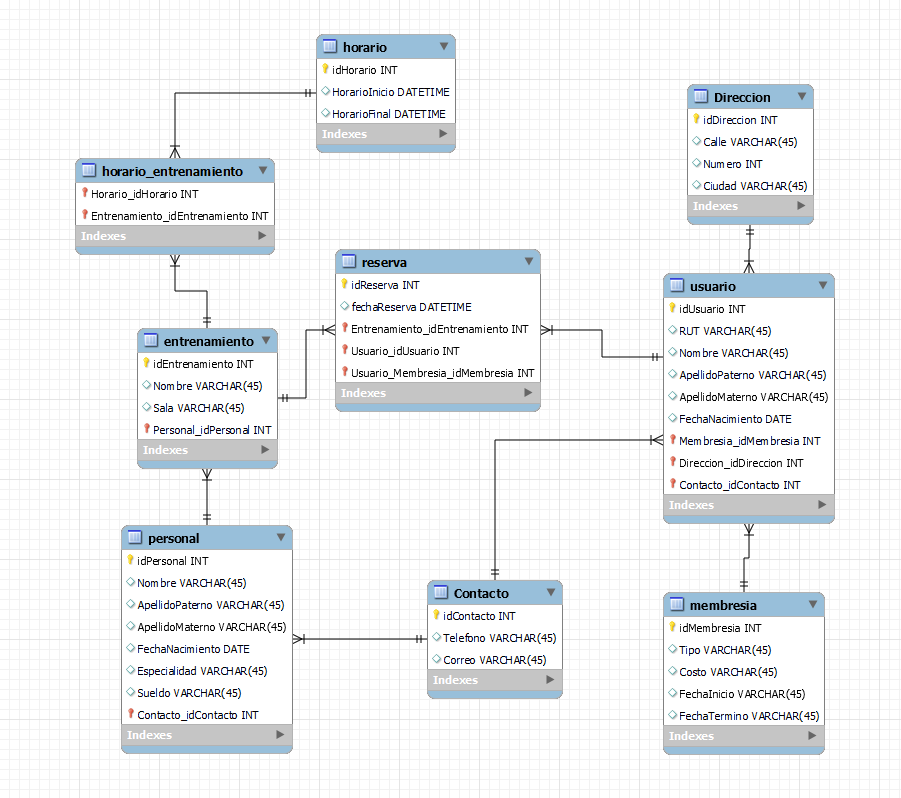 horario
idHorario INT
HorarioInicio DATETIME
HorarioFinal DATETIME
Indexes
Direccion
idDireccion INT
Calle VARCHAR(45)
Numero INT
Ciudad VARCHAR(45)
Indexes
horario_entrenamiento
Horario_idHorario INT
Entrenamiento_idEntrenamiento INT
Indexes
reserva
idReserva INT
fechaReserva DATETIME
Entrenamiento_idEntrenamiento INT
Usuario_idUsuario INT
Usuario_Membresia_idMembresia INT
Indexes
usuario
idUsuario INT
RUT VARCHAR(45)
Nombre VARCHAR(45)
ApellidoPaterno VARCHAR(45)
ApellidoMaterno VARCHAR(45)
FechaNacimiento DATE
Membresia_idMembresia INT
Direccion_idDireccion INT
Contacto_idContacto INT
Indexes
entrenamiento
idEntrenamiento INT
Nombre VARCHAR(45)
Sala VARCHAR(45)
Personal_idPersonal INT
Indexes
personal
idPersonal INT
Nombre VARCHAR(45)
ApellidoPaterno VARCHAR(45)
ApellidoMaterno VARCHAR(45)
FechaNacimiento DATE
Especialidad VARCHAR(45)
Sueldo VARCHAR(45)
Contacto_idContacto INT
Indexes
Contacto
idContacto INT
Telefono VARCHAR(45)
Correo VARCHAR(45)
Indexes
membresia
idMembresia INT
Tipo VARCHAR(45)
Costo VARCHAR(45)
FechaInicio VARCHAR(45)
FechaTermino VARCHAR(45)
Indexes